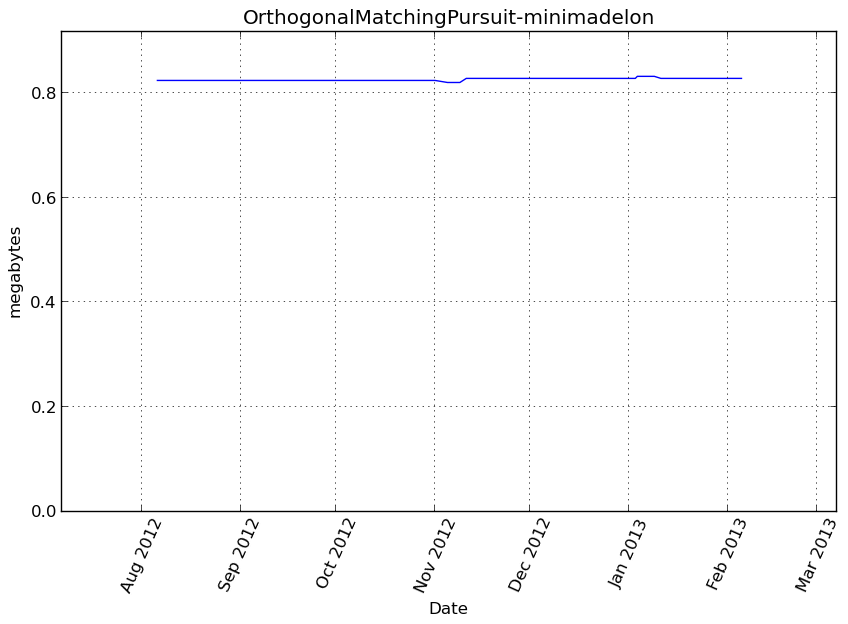 OrthogonalMatchingPursuit-minimadelon
megabytes
0.8
0.6
0.4
0.2
0.0
Aug 2012
Sep 2012
Oct 2012
Nov 2012
Dec 2012
Jan 2013
Feb 2013
Mar 2013
Date